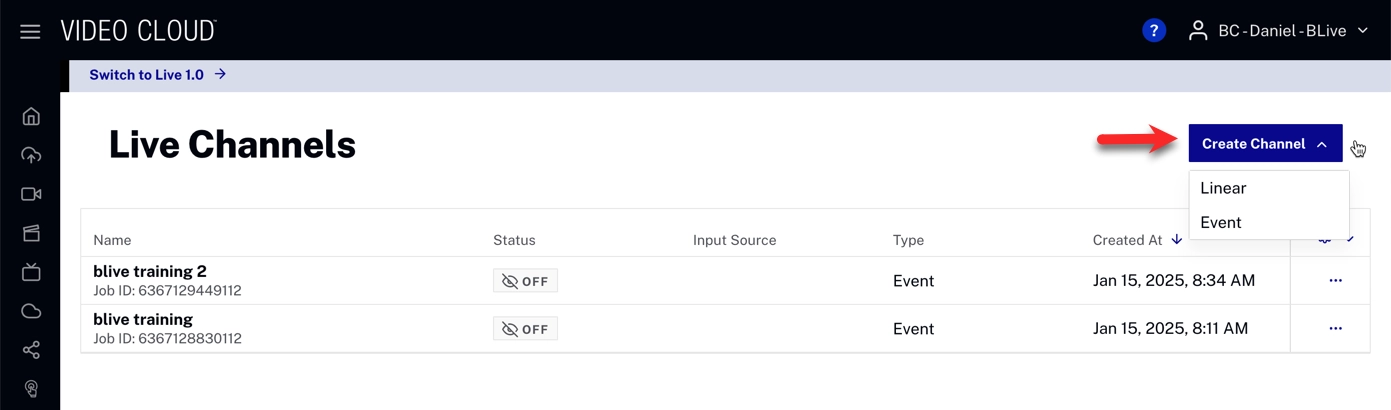 VIDEO CLOUD™
?
BC - Daniel - BLive
Switch to Live 1.0 →
Live Channels
Create Channel
Linear
Event
Name Status Input Source Type Created At ↓
blive training 2 OFF Event Jan 15, 2025, 8:34 AM ...
Job ID: 6367129449112
blive training OFF Event Jan 15, 2025, 8:11 AM ...
Job ID: 6367128830112